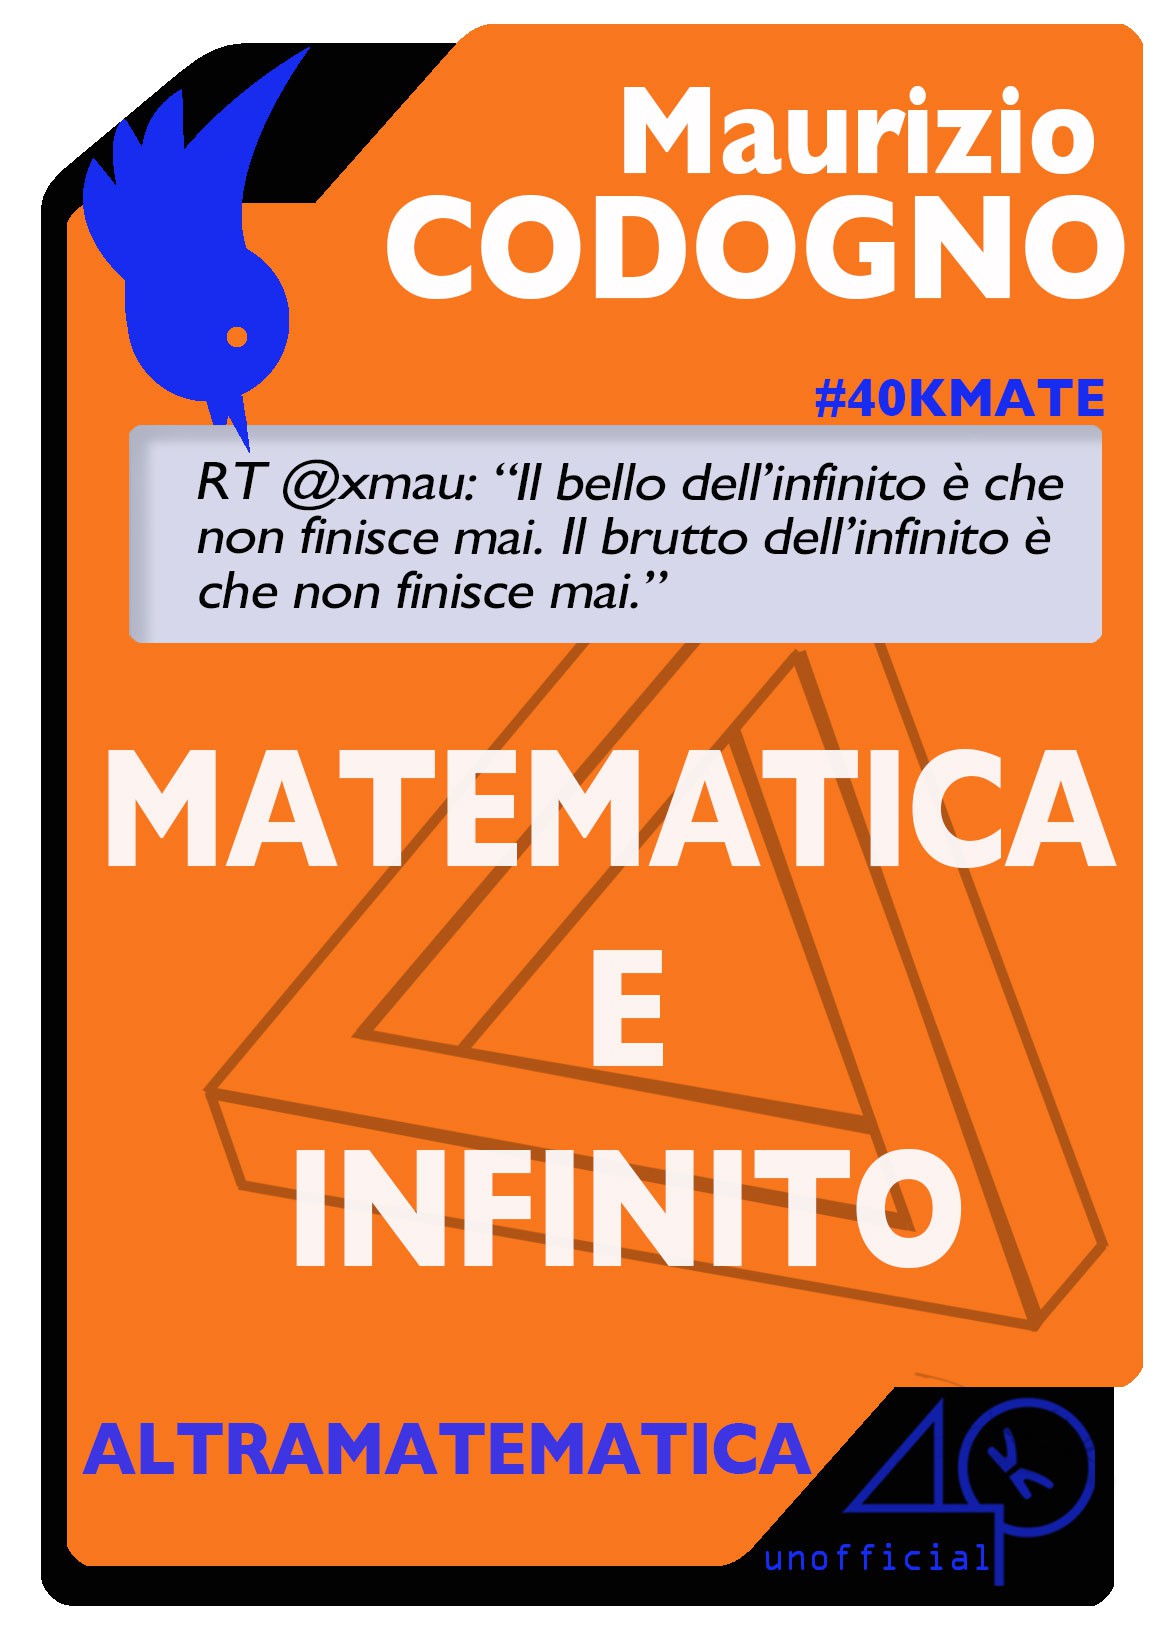 Maurizio
CODOGNO
#40KMATE
RT @xmau: “Il bello dell’infinito è che
non finisce mai. Il brutto dell’infinito è
che non finisce mai.”
MATEMATICA
E
INFINITO
ALTRAMATEMATICA
40K
unofficial